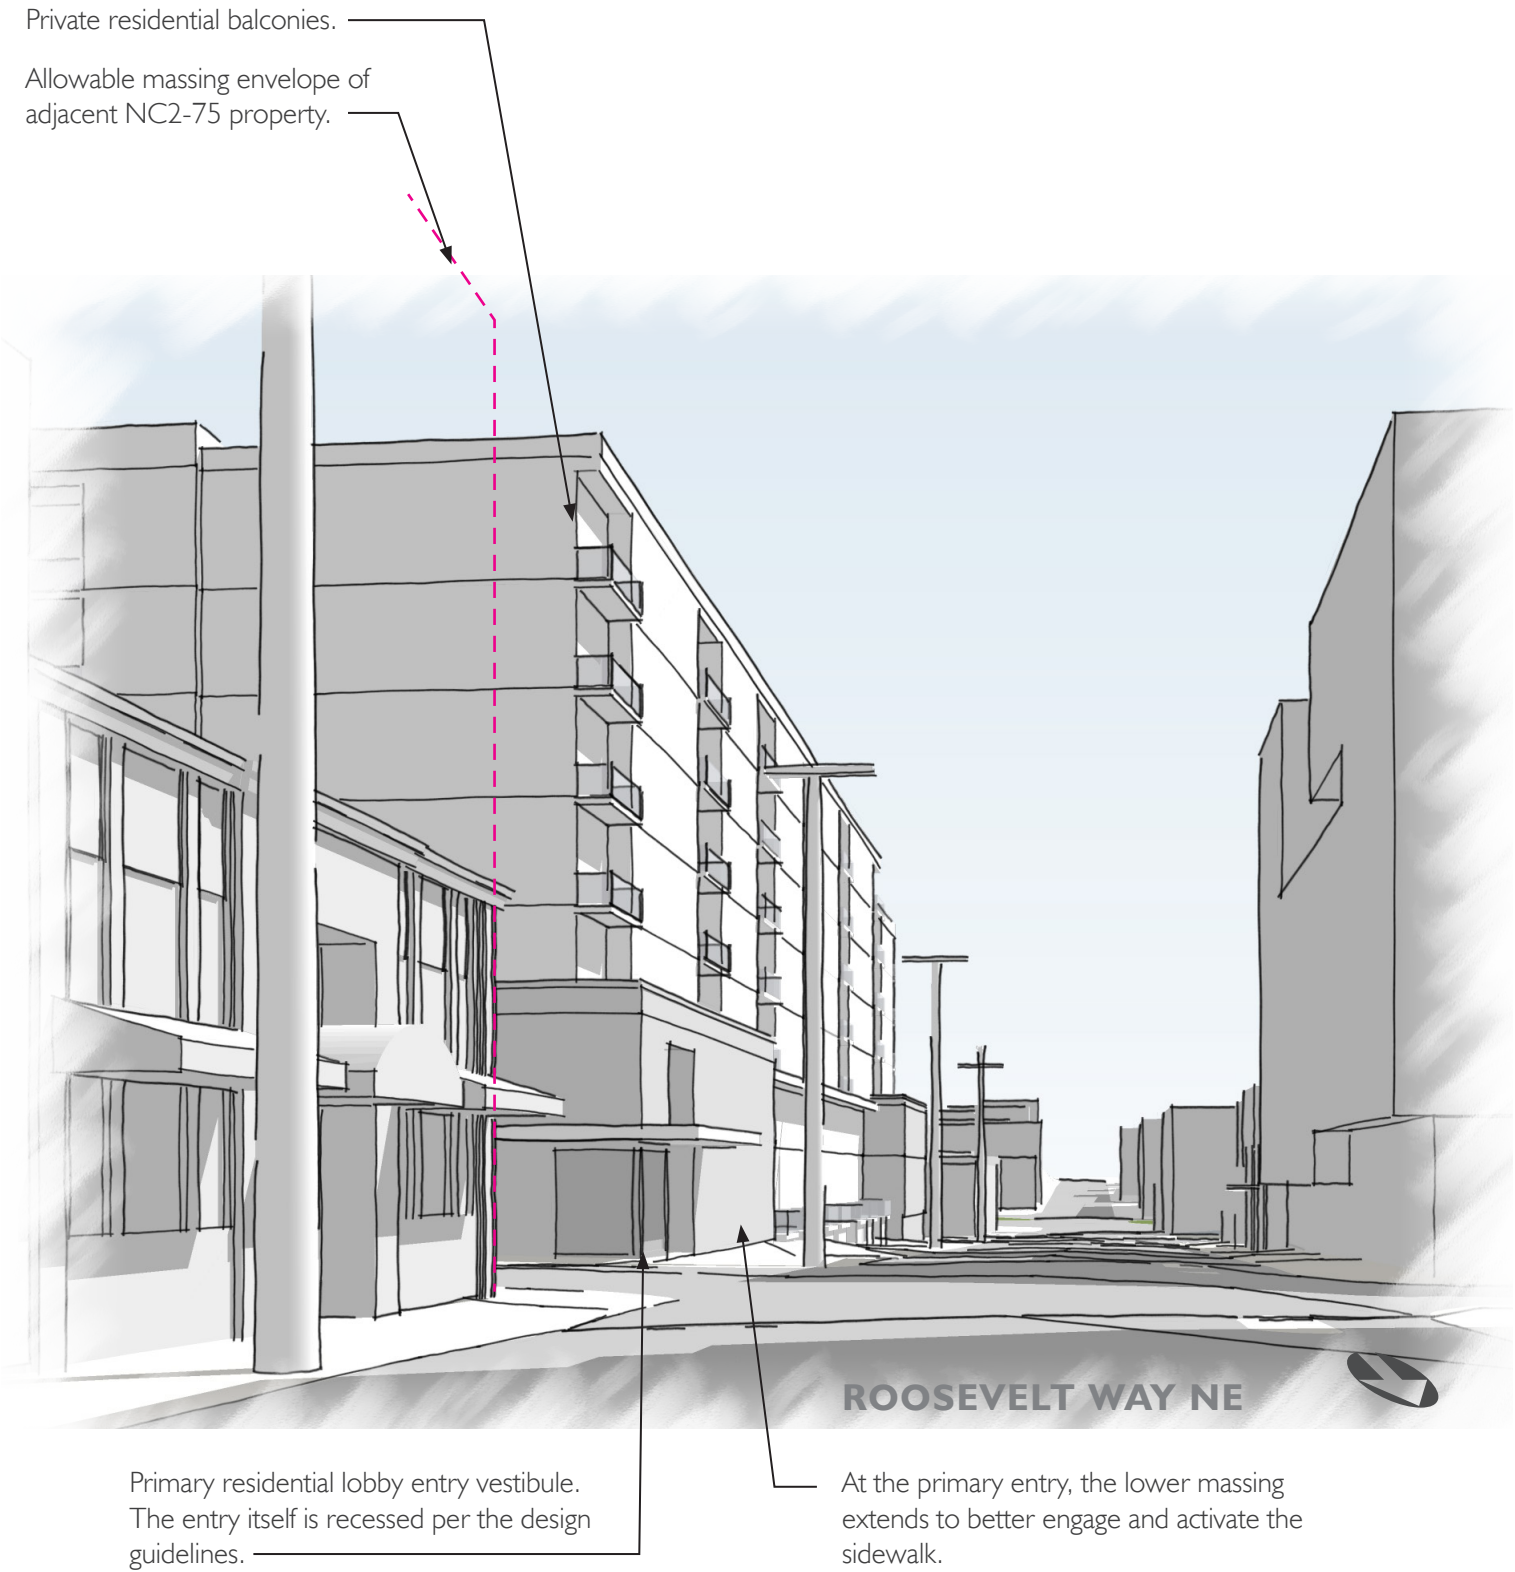 Private residential balconies.
Allowable massing envelope of
adjacent NC2-75 property.
ROOSEVELT WAY NE
Primary residential lobby entry vestibule.
The entry itself is recessed per the design
guidelines.
At the primary entry, the lower massing
extends to better engage and activate the
sidewalk.